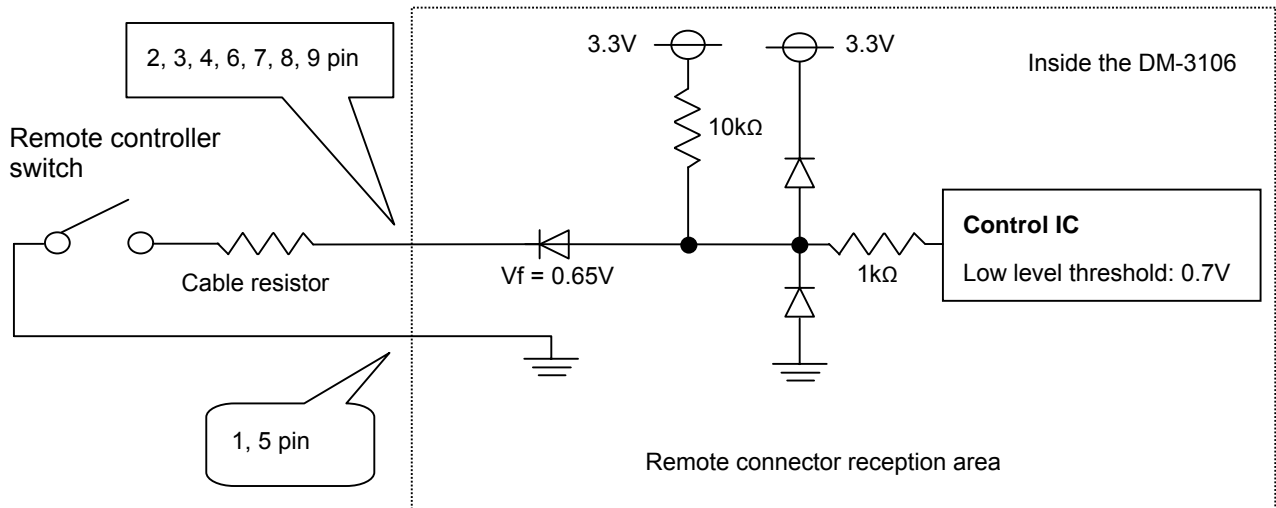 2, 3, 4, 6, 7, 8, 9 pin
3.3V
3.3V
Inside the DM-3106
Remote controller
switch
10kΩ
Control IC
Low level threshold: 0.7V
Cable resistor
Vf = 0.65V
1kΩ
1, 5 pin
Remote connector reception area